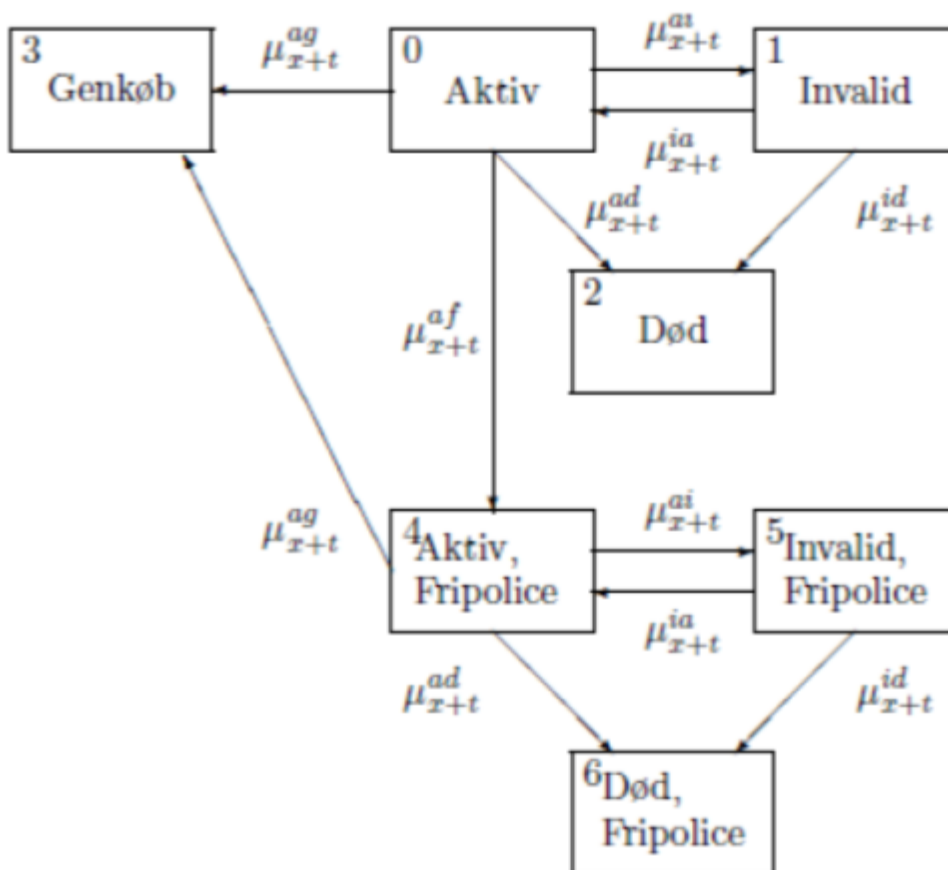 3
Genkøb
μ^{ag}_{x+t}
0
Aktiv
μ^{ai}_{x+t}
μ^{ia}_{x+t}
1
Invalid
μ^{ad}_{x+t}
μ^{id}_{x+t}
2
Død
μ^{af}_{x+t}
μ^{ag}_{x+t}
4
Aktiv,
Fripolice
μ^{ai}_{x+t}
μ^{ia}_{x+t}
5
Invalid,
Fripolice
μ^{ad}_{x+t}
μ^{id}_{x+t}
6
Død,
Fripolice